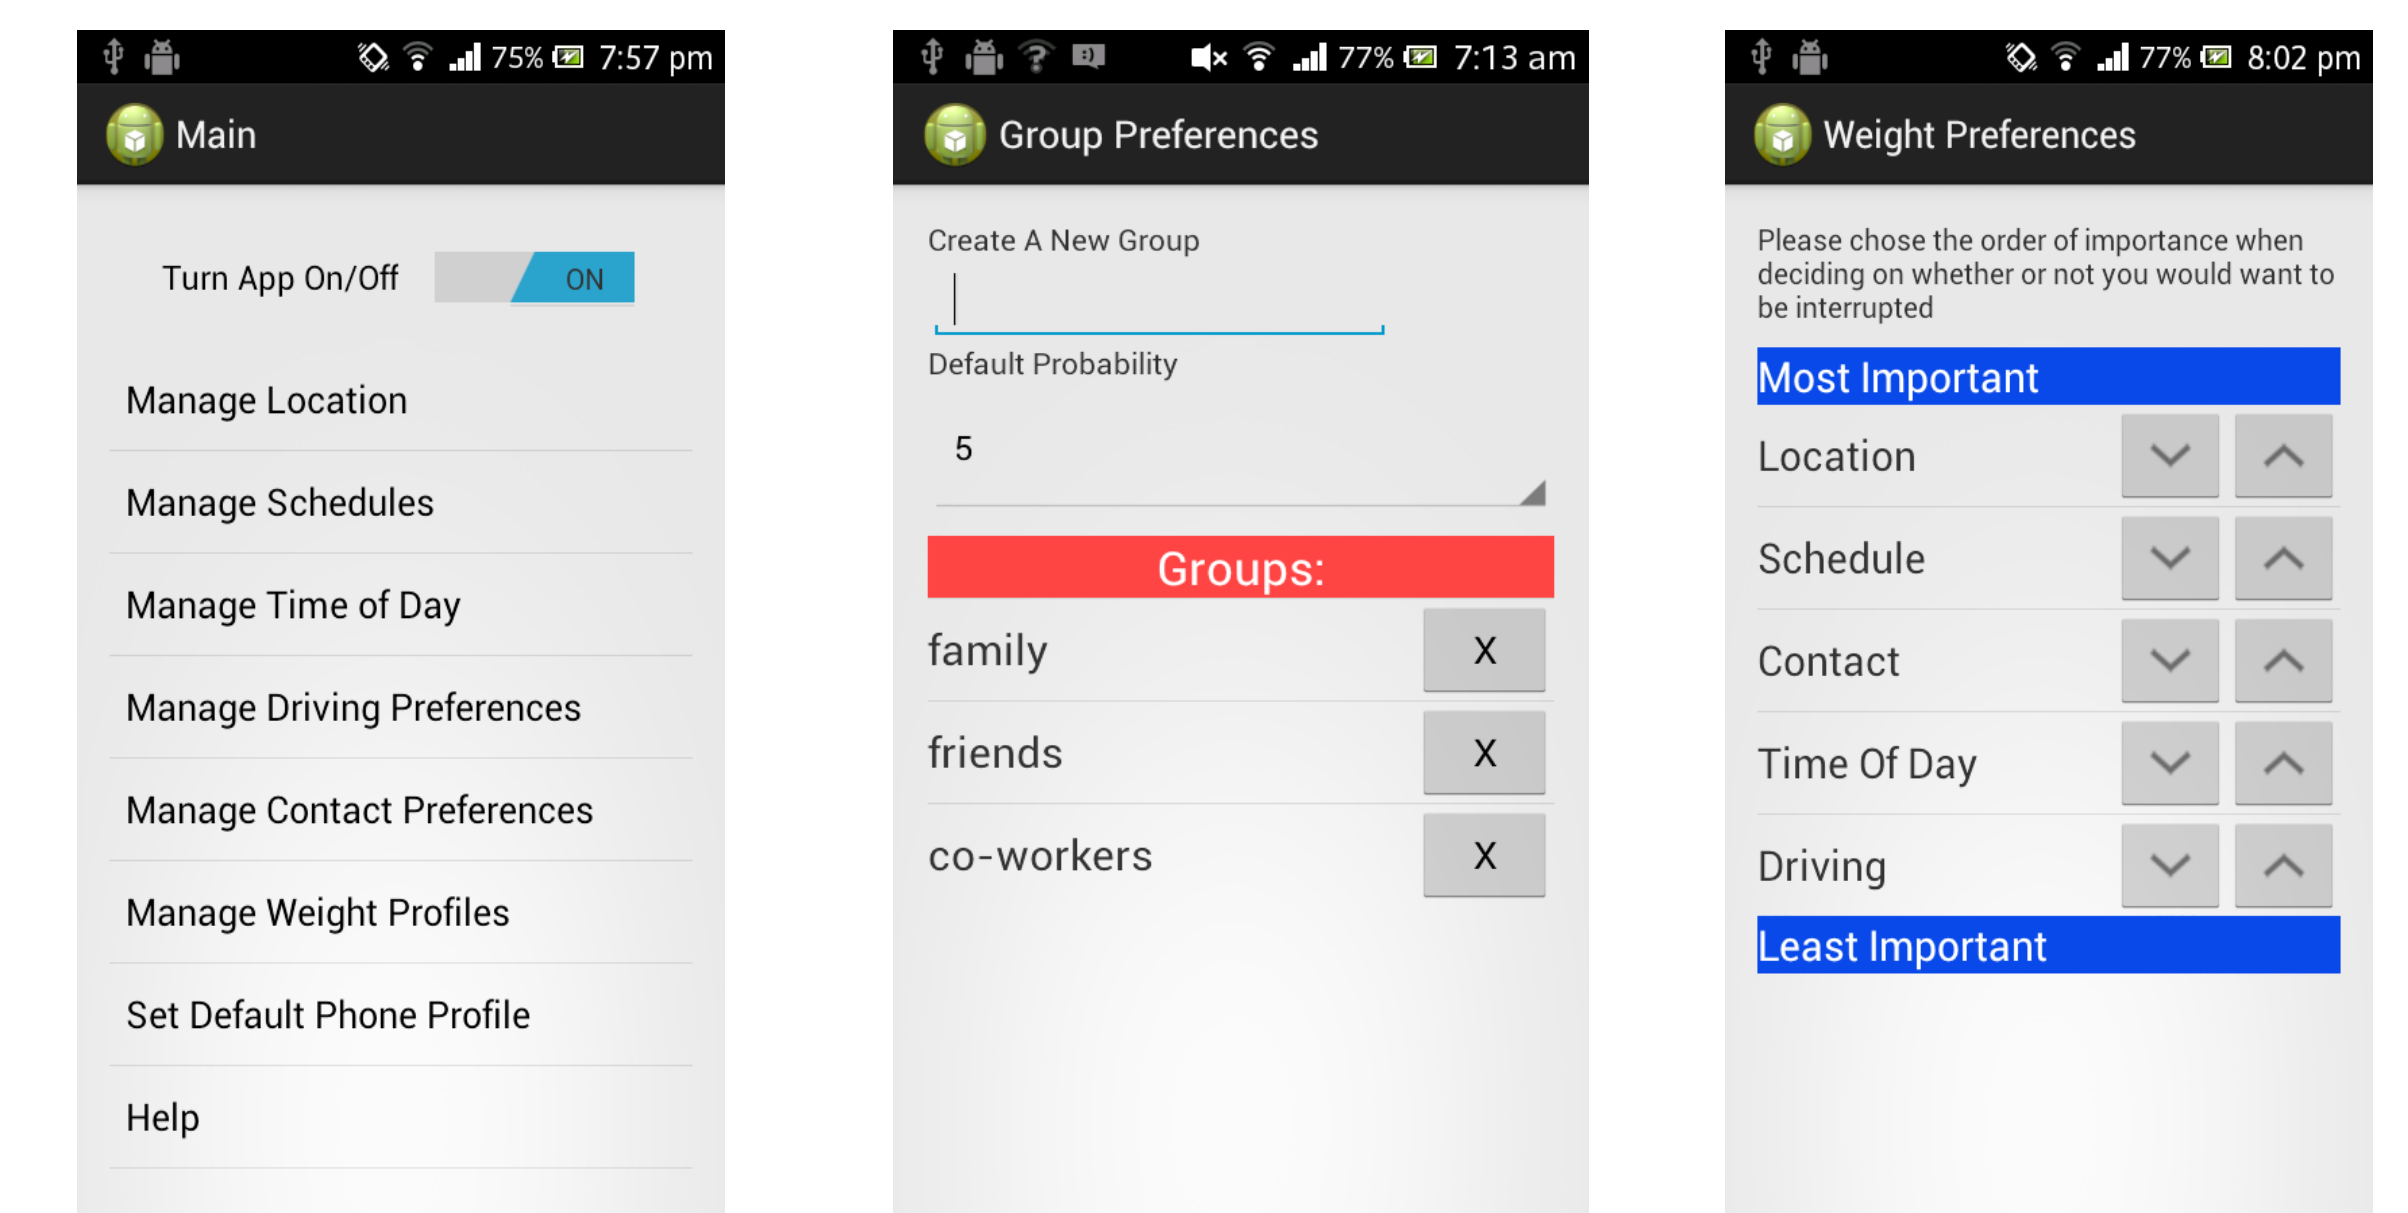 75% 7:57 pm
Main
Turn App On/Off ON
Manage Location
Manage Schedules
Manage Time of Day
Manage Driving Preferences
Manage Contact Preferences
Manage Weight Profiles
Set Default Phone Profile
Help
77% 7:13 am
Group Preferences
Create A New Group
Default Probability
5
Groups:
family X
friends X
co-workers X
77% 8:02 pm
Weight Preferences
Please chose the order of importance when
deciding on whether or not you would want to
be interrupted
Most Important
Location
Schedule
Contact
Time Of Day
Driving
Least Important